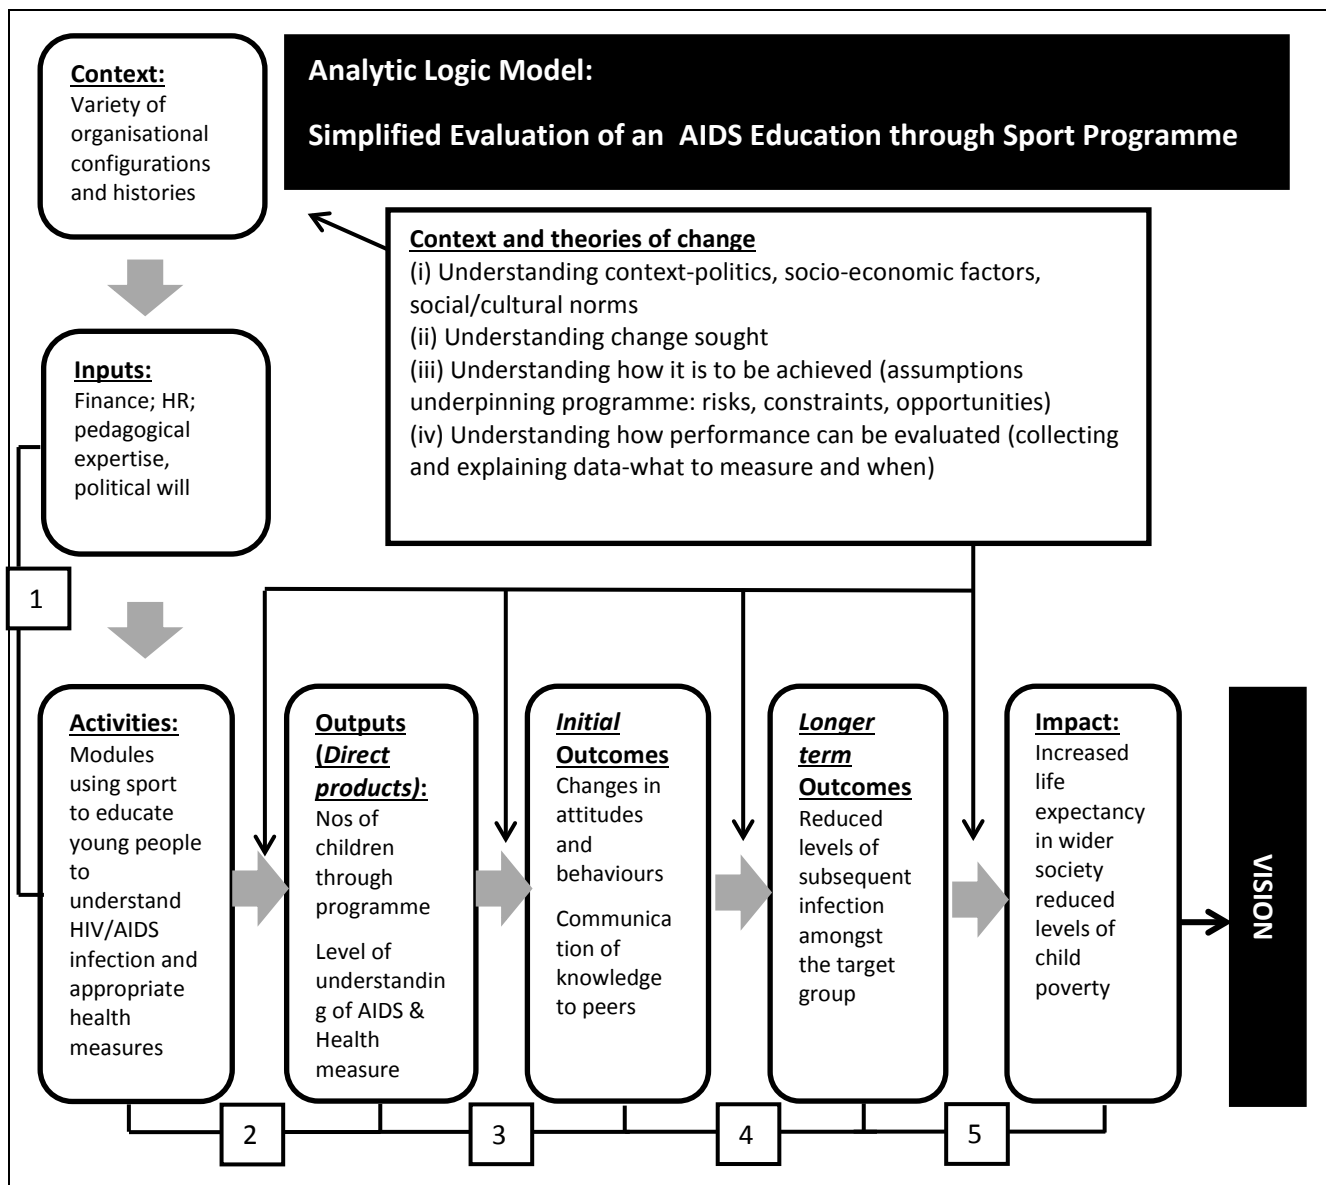 Context:
Variety of
organisational
configurations
and histories
Analytic Logic Model:
Simplified Evaluation of an AIDS Education through Sport Programme
Context and theories of change
(i) Understanding context-politics, socio-economic factors,
social/cultural norms
(ii) Understanding change sought
(iii) Understanding how it is to be achieved (assumptions
underpinning programme: risks, constraints, opportunities)
(iv) Understanding how performance can be evaluated (collecting
and explaining data-what to measure and when)
Inputs:
Finance; HR;
pedagogical
expertise,
political will
1
Activities:
Modules
using sport
to educate
young people
to
understand
HIV/AIDS
infection and
appropriate
health
measures
Outputs
(Direct
products):
Nos of
children
through
programme
Level of
understandin
g of AIDS &
Health
measure
Initial
Outcomes
Changes in
attitudes
and
behaviours
Communica
tion of
knowledge
to peers
Longer
term
Outcomes
Reduced
levels of
subsequent
infection
amongst
the target
group
Impact:
Increased
life
expectancy
in wider
society
reduced
levels of
child
poverty
VISION
2
3
4
5